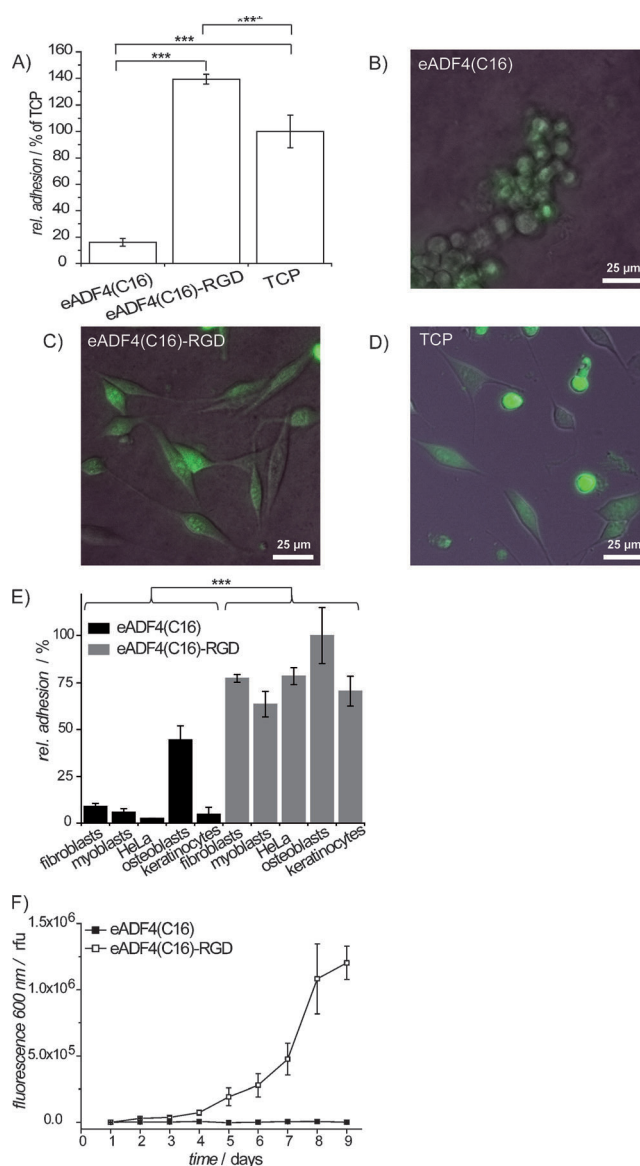 A)
***
***
***
rel. adhesion / % of TCP
160
140
120
100
80
60
40
20
0
eADF4(C16)
eADF4(C16)-RGD
TCP
B)
eADF4(C16)
25 µm
C)
eADF4(C16)-RGD
25 µm
D)
TCP
25 µm
E)
***
eADF4(C16)
eADF4(C16)-RGD
rel. adhesion / %
100
75
50
25
0
fibroblasts
myoblasts
HeLa
osteoblasts
keratinocytes
fibroblasts
myoblasts
HeLa
osteoblasts
keratinocytes
F)
eADF4(C16)
eADF4(C16)-RGD
fluorescence 600 nm / rfu
1.5x10⁶
1.0x10⁶
5.0x10⁵
0.0
0 1 2 3 4 5 6 7 8 9
time / days